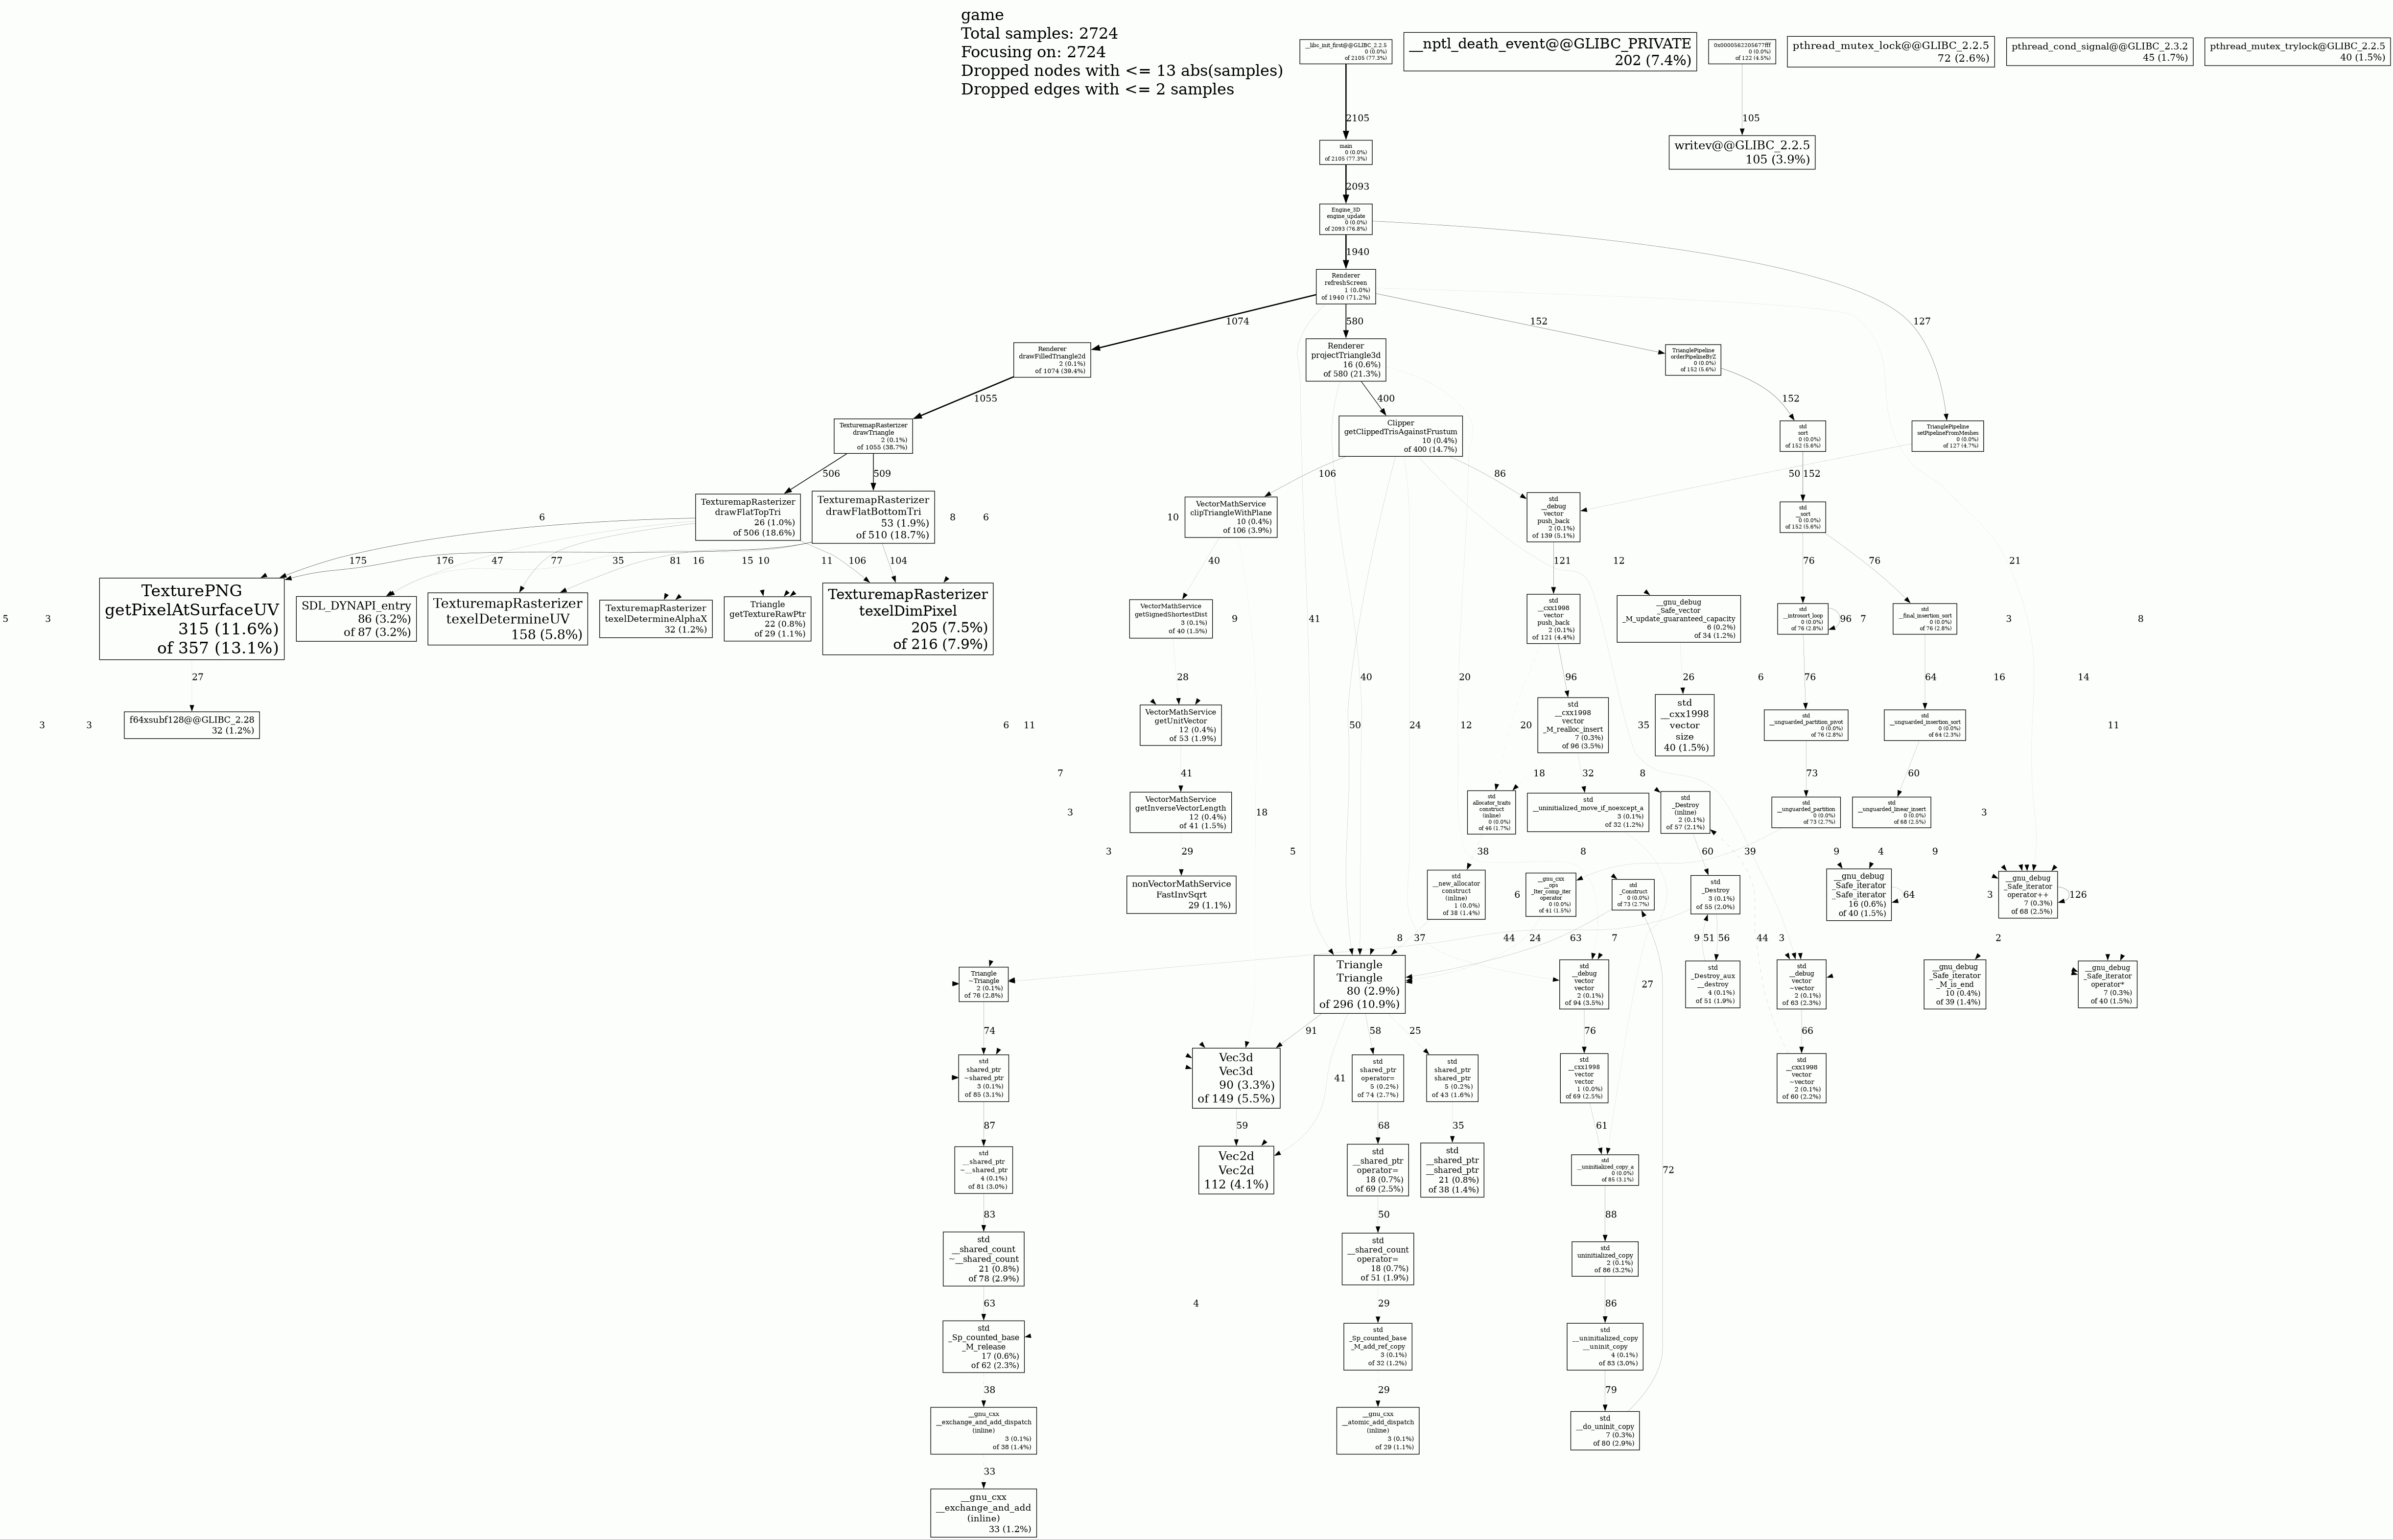 game
Total samples: 2724
Focusing on: 2724
Dropped nodes with <= 13 abs(samples)
Dropped edges with <= 2 samples
__libc_init_first@@GLIBC_2.2.5
0 (0.0%)
of 2105 (77.3%)
__nptl_death_event@@GLIBC_PRIVATE
202 (7.4%)
0x0000562205677fff
0 (0.0%)
of 122 (4.5%)
pthread_mutex_lock@@GLIBC_2.2.5
72 (2.6%)
pthread_cond_signal@@GLIBC_2.3.2
45 (1.7%)
pthread_mutex_trylock@GLIBC_2.2.5
40 (1.5%)
2105
105
main
0 (0.0%)
of 2105 (77.3%)
writev@@GLIBC_2.2.5
105 (3.9%)
2093
Engine_3D
engine_update
0 (0.0%)
of 2093 (76.8%)
1940
Renderer
refreshScreen
1 (0.0%)
of 1940 (71.2%)
1074
580
152
127
Renderer
drawFilledTriangle2d
2 (0.1%)
of 1074 (39.4%)
Renderer
projectTriangle3d
16 (0.6%)
of 580 (21.3%)
TrianglePipeline
orderPipelineByZ
0 (0.0%)
of 152 (5.6%)
1055
400
152
TexturemapRasterizer
drawTriangle
2 (0.1%)
of 1055 (38.7%)
Clipper
getClippedTrisAgainstFrustum
10 (0.4%)
of 400 (14.7%)
std
sort
0 (0.0%)
of 152 (5.6%)
TrianglePipeline
setPipelineFromMeshes
0 (0.0%)
of 127 (4.7%)
506
509
106
86
50
152
TexturemapRasterizer
drawFlatTopTri
26 (1.0%)
of 506 (18.6%)
TexturemapRasterizer
drawFlatBottomTri
53 (1.9%)
of 510 (18.7%)
VectorMathService
clipTriangleWithPlane
10 (0.4%)
of 106 (3.9%)
std
__debug
vector
push_back
2 (0.1%)
of 139 (5.1%)
std
__sort
0 (0.0%)
of 152 (5.6%)
6
8
6
10
175
176
47
77
35
81
16
15
10
11
106
104
40
121
12
76
76
21
TexturePNG
getPixelAtSurfaceUV
315 (11.6%)
of 357 (13.1%)
SDL_DYNAPI_entry
86 (3.2%)
of 87 (3.2%)
TexturemapRasterizer
texelDetermineUV
158 (5.8%)
TexturemapRasterizer
texelDetermineAlphaX
32 (1.2%)
Triangle
getTextureRawPtr
22 (0.8%)
of 29 (1.1%)
TexturemapRasterizer
texelDimPixel
205 (7.5%)
of 216 (7.9%)
VectorMathService
getSignedShortestDist
3 (0.1%)
of 40 (1.5%)
std
__cxx1998
vector
push_back
2 (0.1%)
of 121 (4.4%)
__gnu_debug
_Safe_vector
_M_update_guaranteed_capacity
6 (0.2%)
of 34 (1.2%)
std
__introsort_loop
0 (0.0%)
of 76 (2.8%)
std
__final_insertion_sort
0 (0.0%)
of 76 (2.8%)
5
3
9
41
96
7
3
8
27
28
40
20
96
26
6
76
64
16
14
f64xsubf128@@GLIBC_2.28
32 (1.2%)
VectorMathService
getUnitVector
12 (0.4%)
of 53 (1.9%)
std
__cxx1998
vector
_M_realloc_insert
7 (0.3%)
of 96 (3.5%)
std
__cxx1998
vector
size
40 (1.5%)
std
__unguarded_partition_pivot
0 (0.0%)
of 76 (2.8%)
std
__unguarded_insertion_sort
0 (0.0%)
of 64 (2.3%)
3
3
6
11
50
24
12
20
35
11
7
41
18
32
8
73
60
VectorMathService
getInverseVectorLength
12 (0.4%)
of 41 (1.5%)
std
allocator_traits
construct
(inline)
0 (0.0%)
of 46 (1.7%)
std
__uninitialized_move_if_noexcept_a
3 (0.1%)
of 32 (1.2%)
std
_Destroy
(inline)
2 (0.1%)
of 57 (2.1%)
std
__unguarded_partition
0 (0.0%)
of 73 (2.7%)
std
__unguarded_linear_insert
0 (0.0%)
of 68 (2.5%)
3
18
3
3
29
5
38
8
60
39
9
4
9
nonVectorMathService
FastInvSqrt
29 (1.1%)
std
__new_allocator
construct
(inline)
1 (0.0%)
of 38 (1.4%)
__gnu_cxx
__ops
_Iter_comp_iter
operator
0 (0.0%)
of 41 (1.5%)
std
_Construct
0 (0.0%)
of 73 (2.7%)
std
_Destroy
3 (0.1%)
of 55 (2.0%)
__gnu_debug
_Safe_iterator
_Safe_iterator
16 (0.6%)
of 40 (1.5%)
__gnu_debug
_Safe_iterator
operator++
7 (0.3%)
of 68 (2.5%)
6
64
3
126
8
37
44
24
63
7
9
51
56
44
3
2
Triangle
~Triangle
2 (0.1%)
of 76 (2.8%)
Triangle
Triangle
80 (2.9%)
of 296 (10.9%)
std
__debug
vector
vector
2 (0.1%)
of 94 (3.5%)
std
_Destroy_aux
__destroy
4 (0.1%)
of 51 (1.9%)
std
__debug
vector
~vector
2 (0.1%)
of 63 (2.3%)
__gnu_debug
_Safe_iterator
_M_is_end
10 (0.4%)
of 39 (1.4%)
__gnu_debug
_Safe_iterator
operator*
7 (0.3%)
of 40 (1.5%)
27
74
91
58
25
76
66
std
shared_ptr
~shared_ptr
3 (0.1%)
of 85 (3.1%)
Vec3d
Vec3d
90 (3.3%)
of 149 (5.5%)
41
std
shared_ptr
operator=
5 (0.2%)
of 74 (2.7%)
std
shared_ptr
shared_ptr
5 (0.2%)
of 43 (1.6%)
std
__cxx1998
vector
vector
1 (0.0%)
of 69 (2.5%)
std
__cxx1998
vector
~vector
2 (0.1%)
of 60 (2.2%)
87
59
68
35
61
std
__shared_ptr
~__shared_ptr
4 (0.1%)
of 81 (3.0%)
Vec2d
Vec2d
112 (4.1%)
std
__shared_ptr
operator=
18 (0.7%)
of 69 (2.5%)
std
__shared_ptr
__shared_ptr
21 (0.8%)
of 38 (1.4%)
std
__uninitialized_copy_a
0 (0.0%)
of 85 (3.1%)
72
83
50
88
std
__shared_count
~__shared_count
21 (0.8%)
of 78 (2.9%)
std
__shared_count
operator=
18 (0.7%)
of 51 (1.9%)
std
uninitialized_copy
2 (0.1%)
of 86 (3.2%)
63
4
29
86
std
_Sp_counted_base
_M_release
17 (0.6%)
of 62 (2.3%)
std
_Sp_counted_base
_M_add_ref_copy
3 (0.1%)
of 32 (1.2%)
std
__uninitialized_copy
__uninit_copy
4 (0.1%)
of 83 (3.0%)
38
29
79
__gnu_cxx
__exchange_and_add_dispatch
(inline)
3 (0.1%)
of 38 (1.4%)
__gnu_cxx
__atomic_add_dispatch
(inline)
3 (0.1%)
of 29 (1.1%)
std
__do_uninit_copy
7 (0.3%)
of 80 (2.9%)
33
__gnu_cxx
__exchange_and_add
(inline)
33 (1.2%)